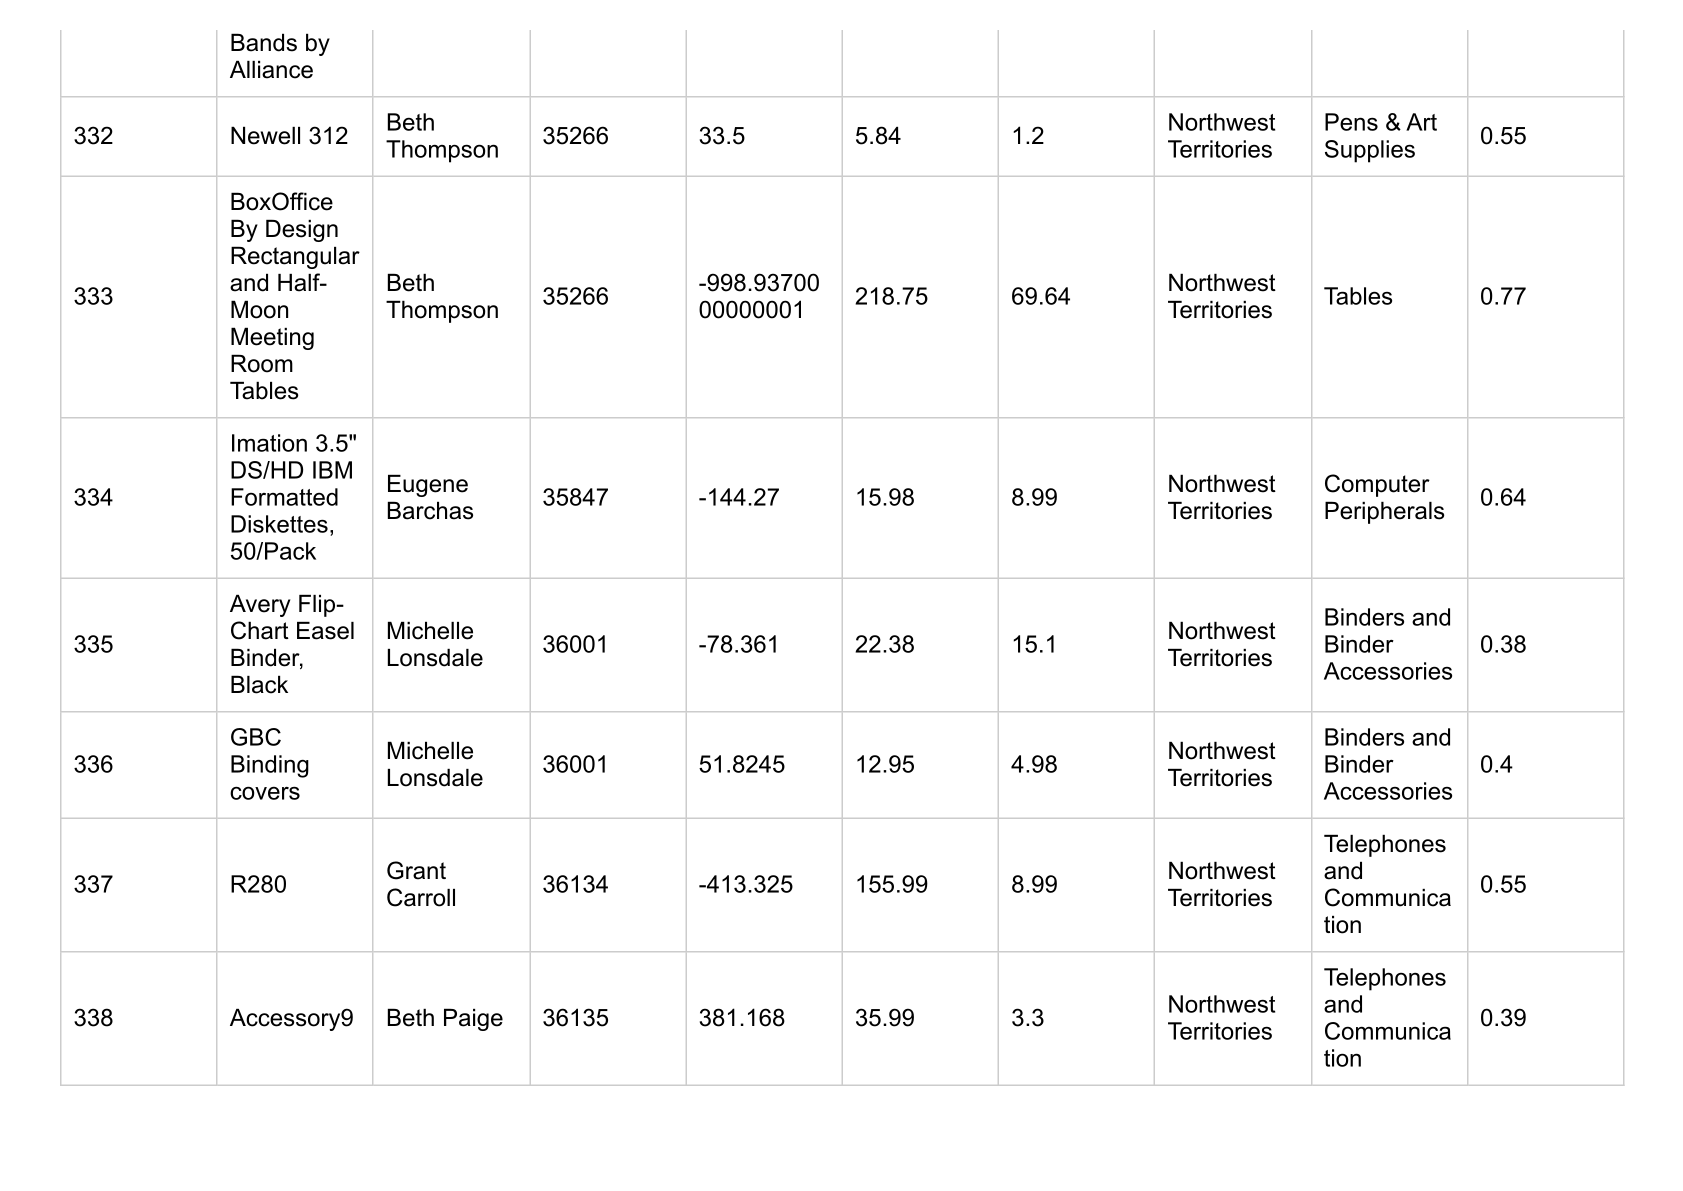 Bands by
Alliance
332
Newell 312
Beth
Thompson
35266
33.5
5.84
1.2
Northwest
Territories
Pens & Art
Supplies
0.55
333
BoxOffice
By Design
Rectangular
and Half-
Moon
Meeting
Room
Tables
Beth
Thompson
35266
-998.93700
00000001
218.75
69.64
Northwest
Territories
Tables
0.77
334
Imation 3.5"
DS/HD IBM
Formatted
Diskettes,
50/Pack
Eugene
Barchas
35847
-144.27
15.98
8.99
Northwest
Territories
Computer
Peripherals
0.64
335
Avery Flip-
Chart Easel
Binder,
Black
Michelle
Lonsdale
36001
-78.361
22.38
15.1
Northwest
Territories
Binders and
Binder
Accessories
0.38
336
GBC
Binding
covers
Michelle
Lonsdale
36001
51.8245
12.95
4.98
Northwest
Territories
Binders and
Binder
Accessories
0.4
337
R280
Grant
Carroll
36134
-413.325
155.99
8.99
Northwest
Territories
Telephones
and
Communica
tion
0.55
338
Accessory9
Beth Paige
36135
381.168
35.99
3.3
Northwest
Territories
Telephones
and
Communica
tion
0.39